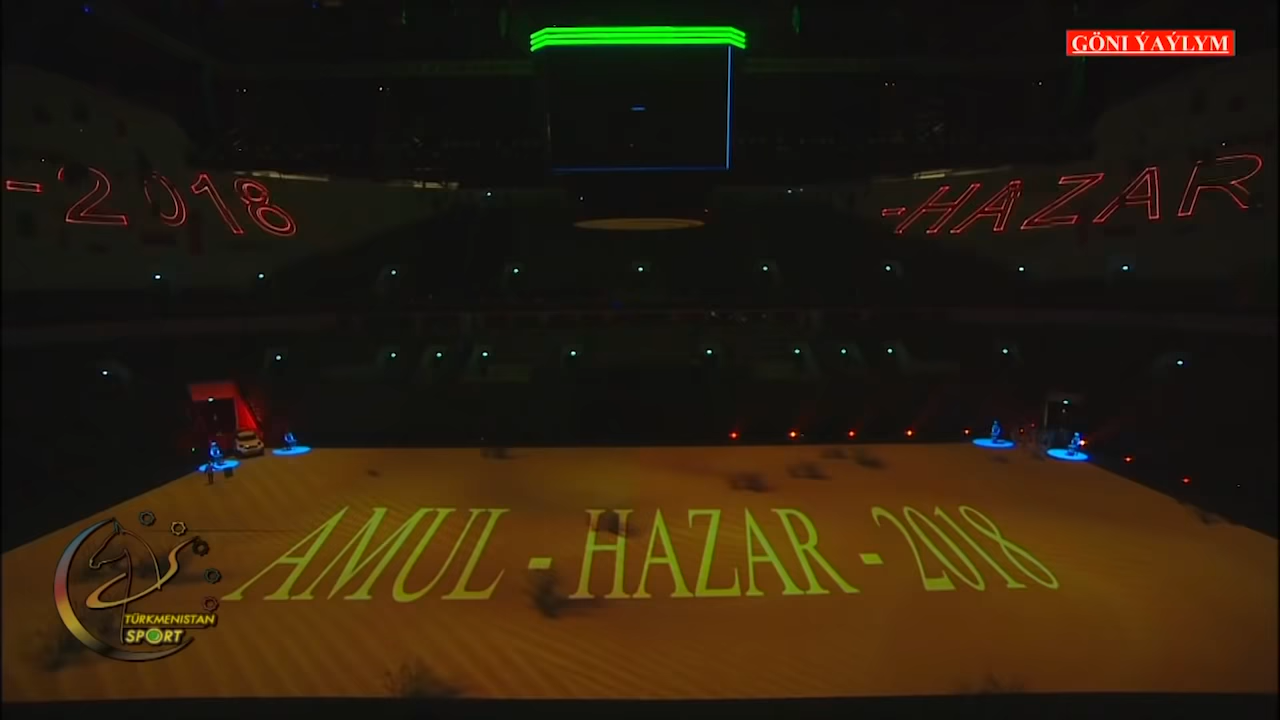 GÖNI ÝAÝLYM
-2018
-HAZAR
AMUL - HAZAR - 2018
TÜRKMENISTAN
SPORT